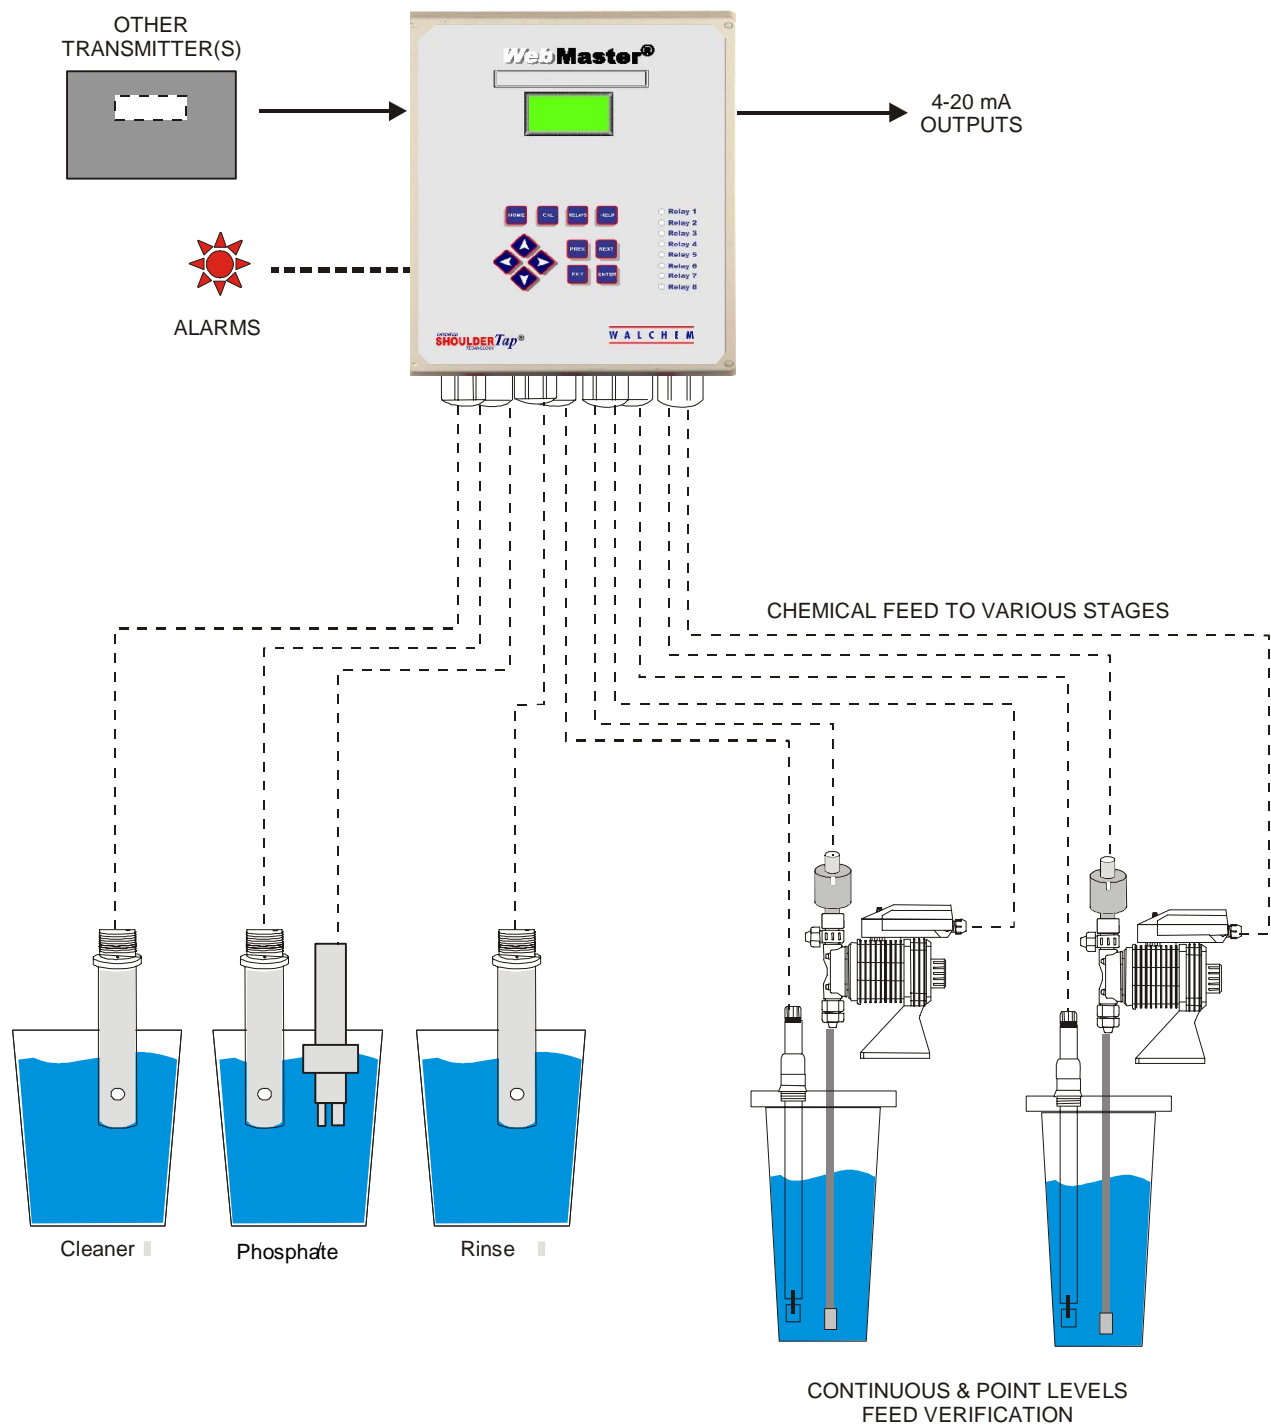 OTHER
TRANSMITTER(S)
WebMaster®
4-20 mA
OUTPUTS
HOME CAL RELAYS HELP
PREV. NEXT
EXIT ENTER
Relay 1
Relay 2
Relay 3
Relay 4
Relay 5
Relay 6
Relay 7
Relay 8
ALARMS
SHOULDERTap®
TECHNOLOGY
WALCHEM
CHEMICAL FEED TO VARIOUS STAGES
Cleaner
Phosphate
Rinse
CONTINUOUS & POINT LEVELS
FEED VERIFICATION